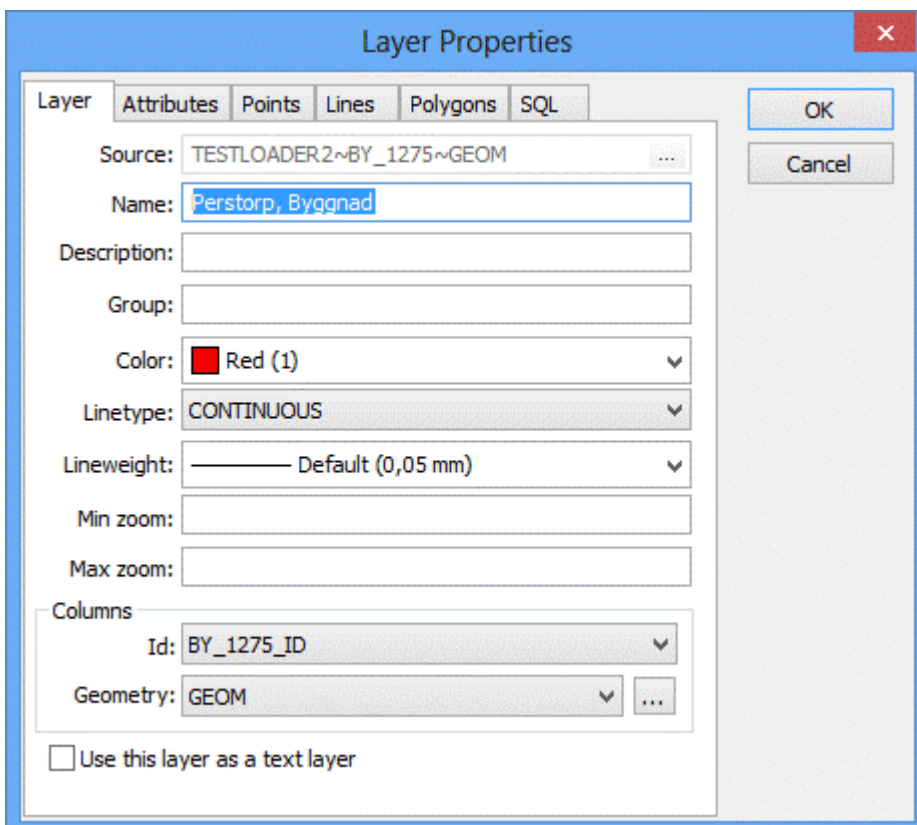 Layer Properties
Layer Attributes Points Lines Polygons SQL
OK
Cancel
Source: TESTLOADER2~BY_1275~GEOM ...
Name: Perstorp, Byggnad
Description:
Group:
Color: Red (1)
Linetype: CONTINUOUS
Lineweight: Default (0,05 mm)
Min zoom:
Max zoom:
Columns
Id: BY_1275_ID
Geometry: GEOM ...
Use this layer as a text layer